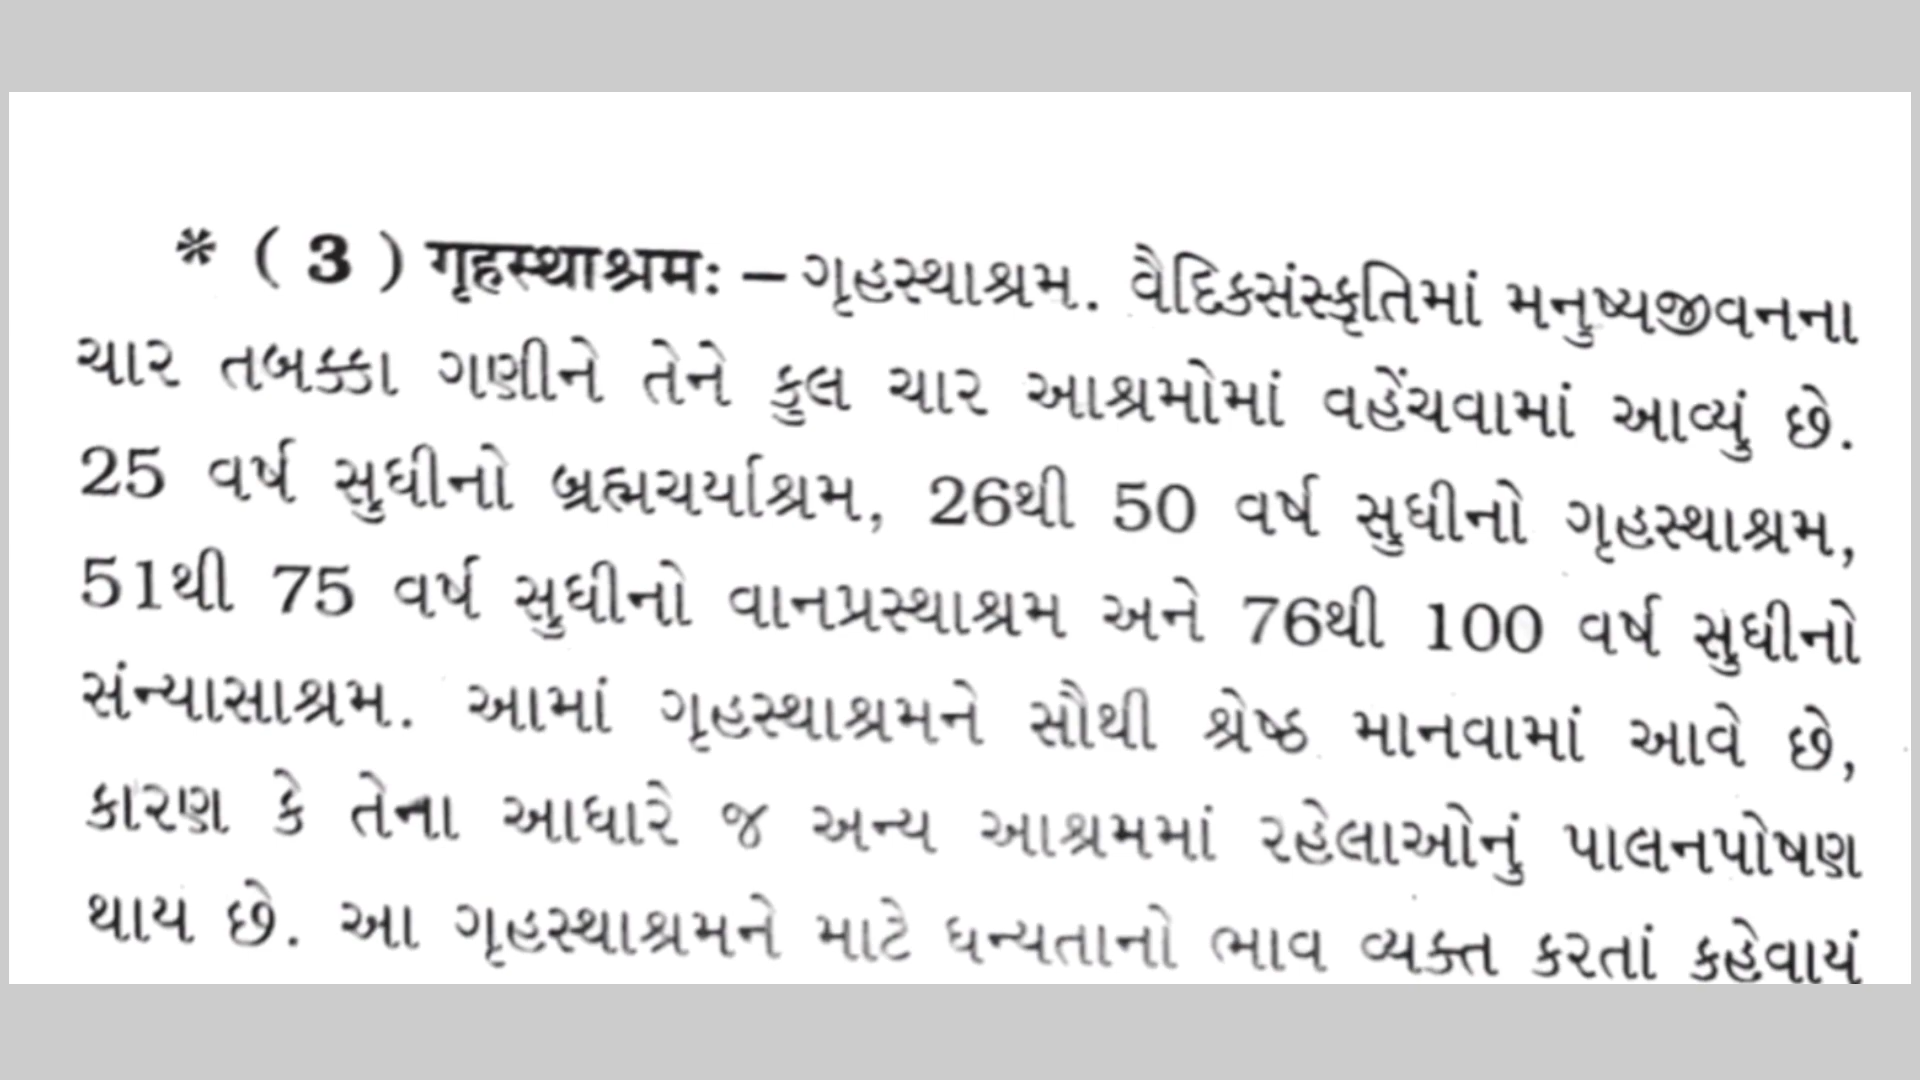 * ( 3 ) गृहस्थाश्रमः – ગૃહસ્થાશ્રમ. વૈદિકસંસ્કૃતિમાં મનુષ્યજીવનના
ચાર તબક્કા ગણીને તેને કુલ ચાર આશ્રમોમાં વહેંચવામાં આવ્યું છે.
25 વર્ષ સુધીનો બ્રહ્મચર્યાશ્રમ, 26થી 50 વર્ષ સુધીનો ગૃહસ્થાશ્રમ,
51થી 75 વર્ષ સુધીનો વાનપ્રસ્થાશ્રમ અને 76થી 100 વર્ષ સુધીનો
સંન્યાસાશ્રમ. આમાં ગૃહસ્થાશ્રમને સૌથી શ્રેષ્ઠ માનવામાં આવે છે,
કારણ કે તેના આધારે જ અન્ય આશ્રમમાં રહેલાઓનું પાલનપોષણ
થાય છે. આ ગૃહસ્થાશ્રમને માટે ધન્યતાનો ભાવ વ્યક્ત કરતાં કહેવાયું